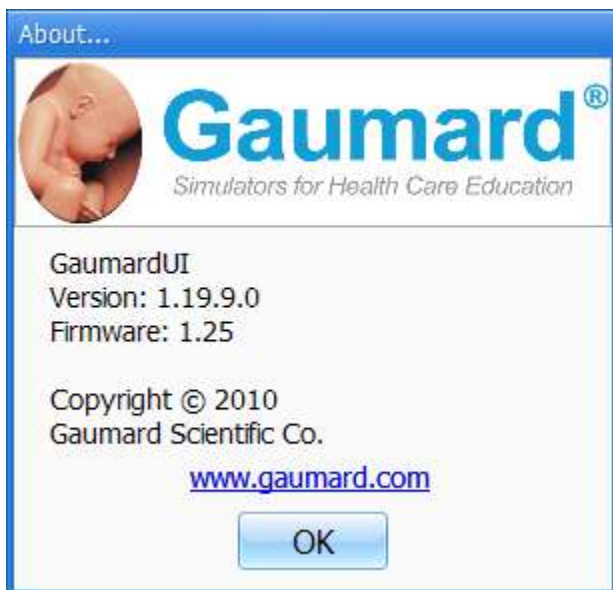 About...
Gaumard®
Simulators for Health Care Education
GaumardUI
Version: 1.19.9.0
Firmware: 1.25
Copyright © 2010
Gaumard Scientific Co.
www.gaumard.com
OK